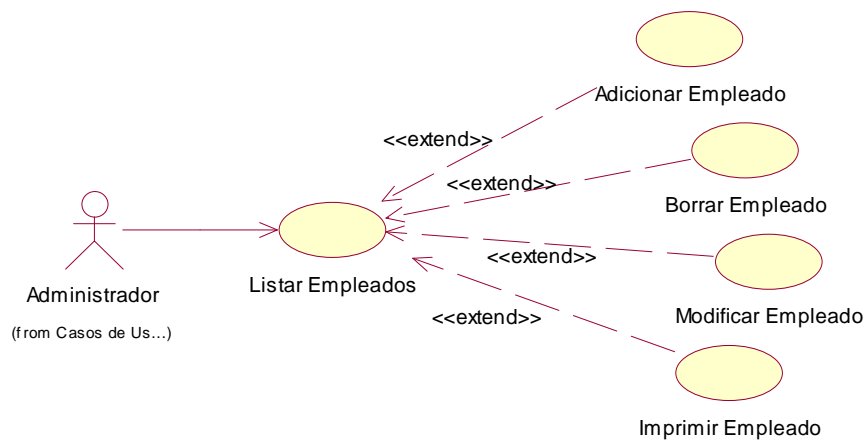 Adicionar Empleado
<<extend>>
<<extend>>
Borrar Empleado
Administrador
(from Casos de Us...)
Listar Empleados
<<extend>>
Modificar Empleado
<<extend>>
Imprimir Empleado